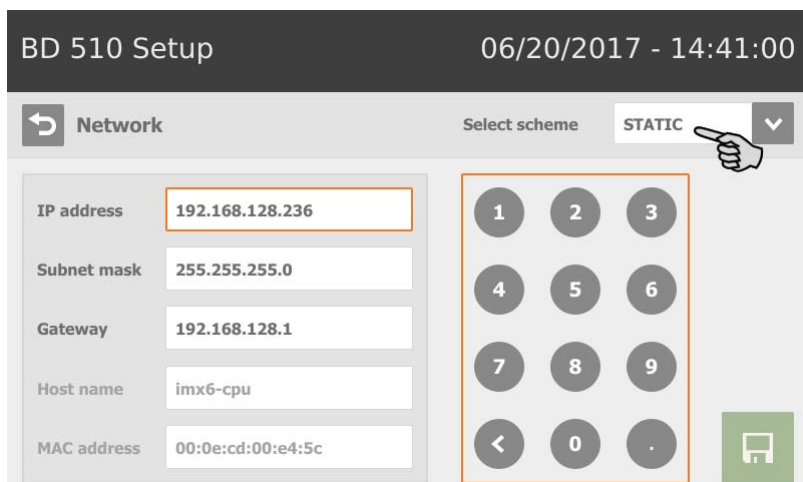 BD 510 Setup 06/20/2017 - 14:41:00
Network Select scheme STATIC
IP address 192.168.128.236
Subnet mask 255.255.255.0
Gateway 192.168.128.1
Host name imx6-cpu
MAC address 00:0e:cd:00:e4:5c
1 2 3
4 5 6
7 8 9
< 0 .